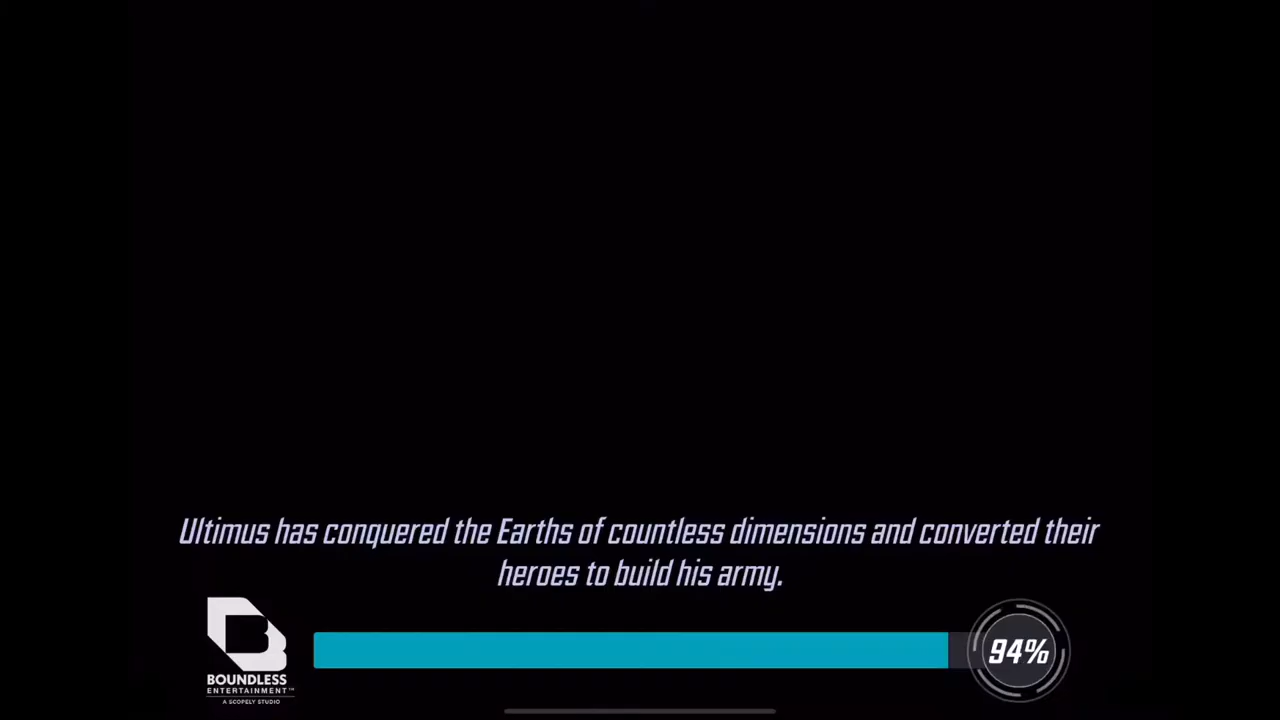 Ultimus has conquered the Earths of countless dimensions and converted their
heroes to build his army.
94%
BOUNDLESS
ENTERTAINMENT™
A SCOPELY STUDIO